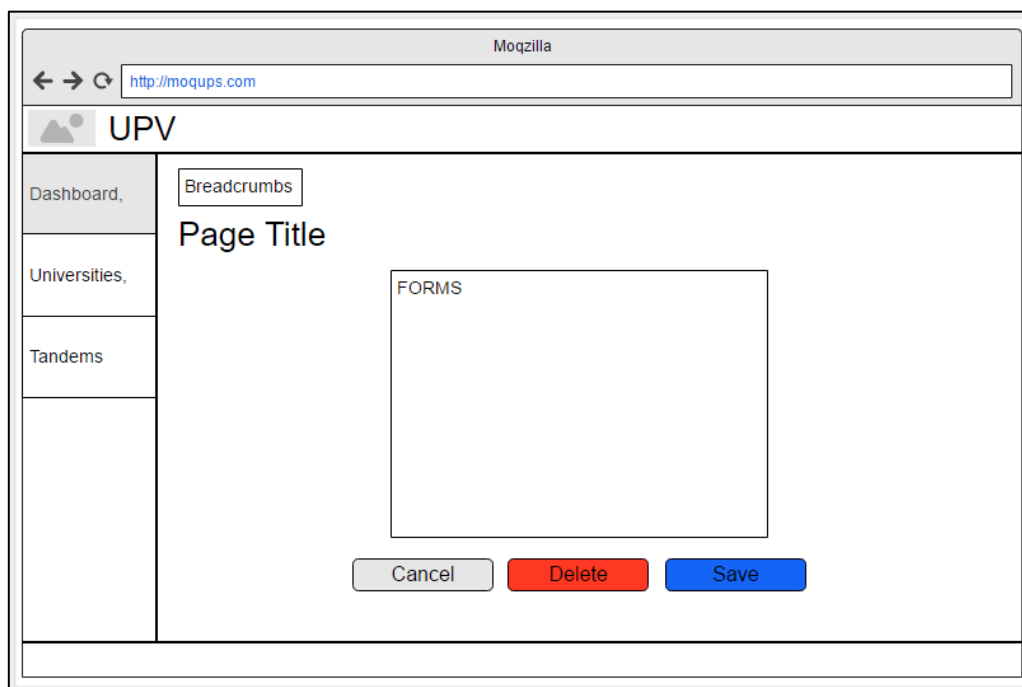 Moqzilla
http://moqups.com
UPV
Dashboard,
Breadcrumbs
Page Title
Universities,
FORMS
Tandems
Cancel Delete Save